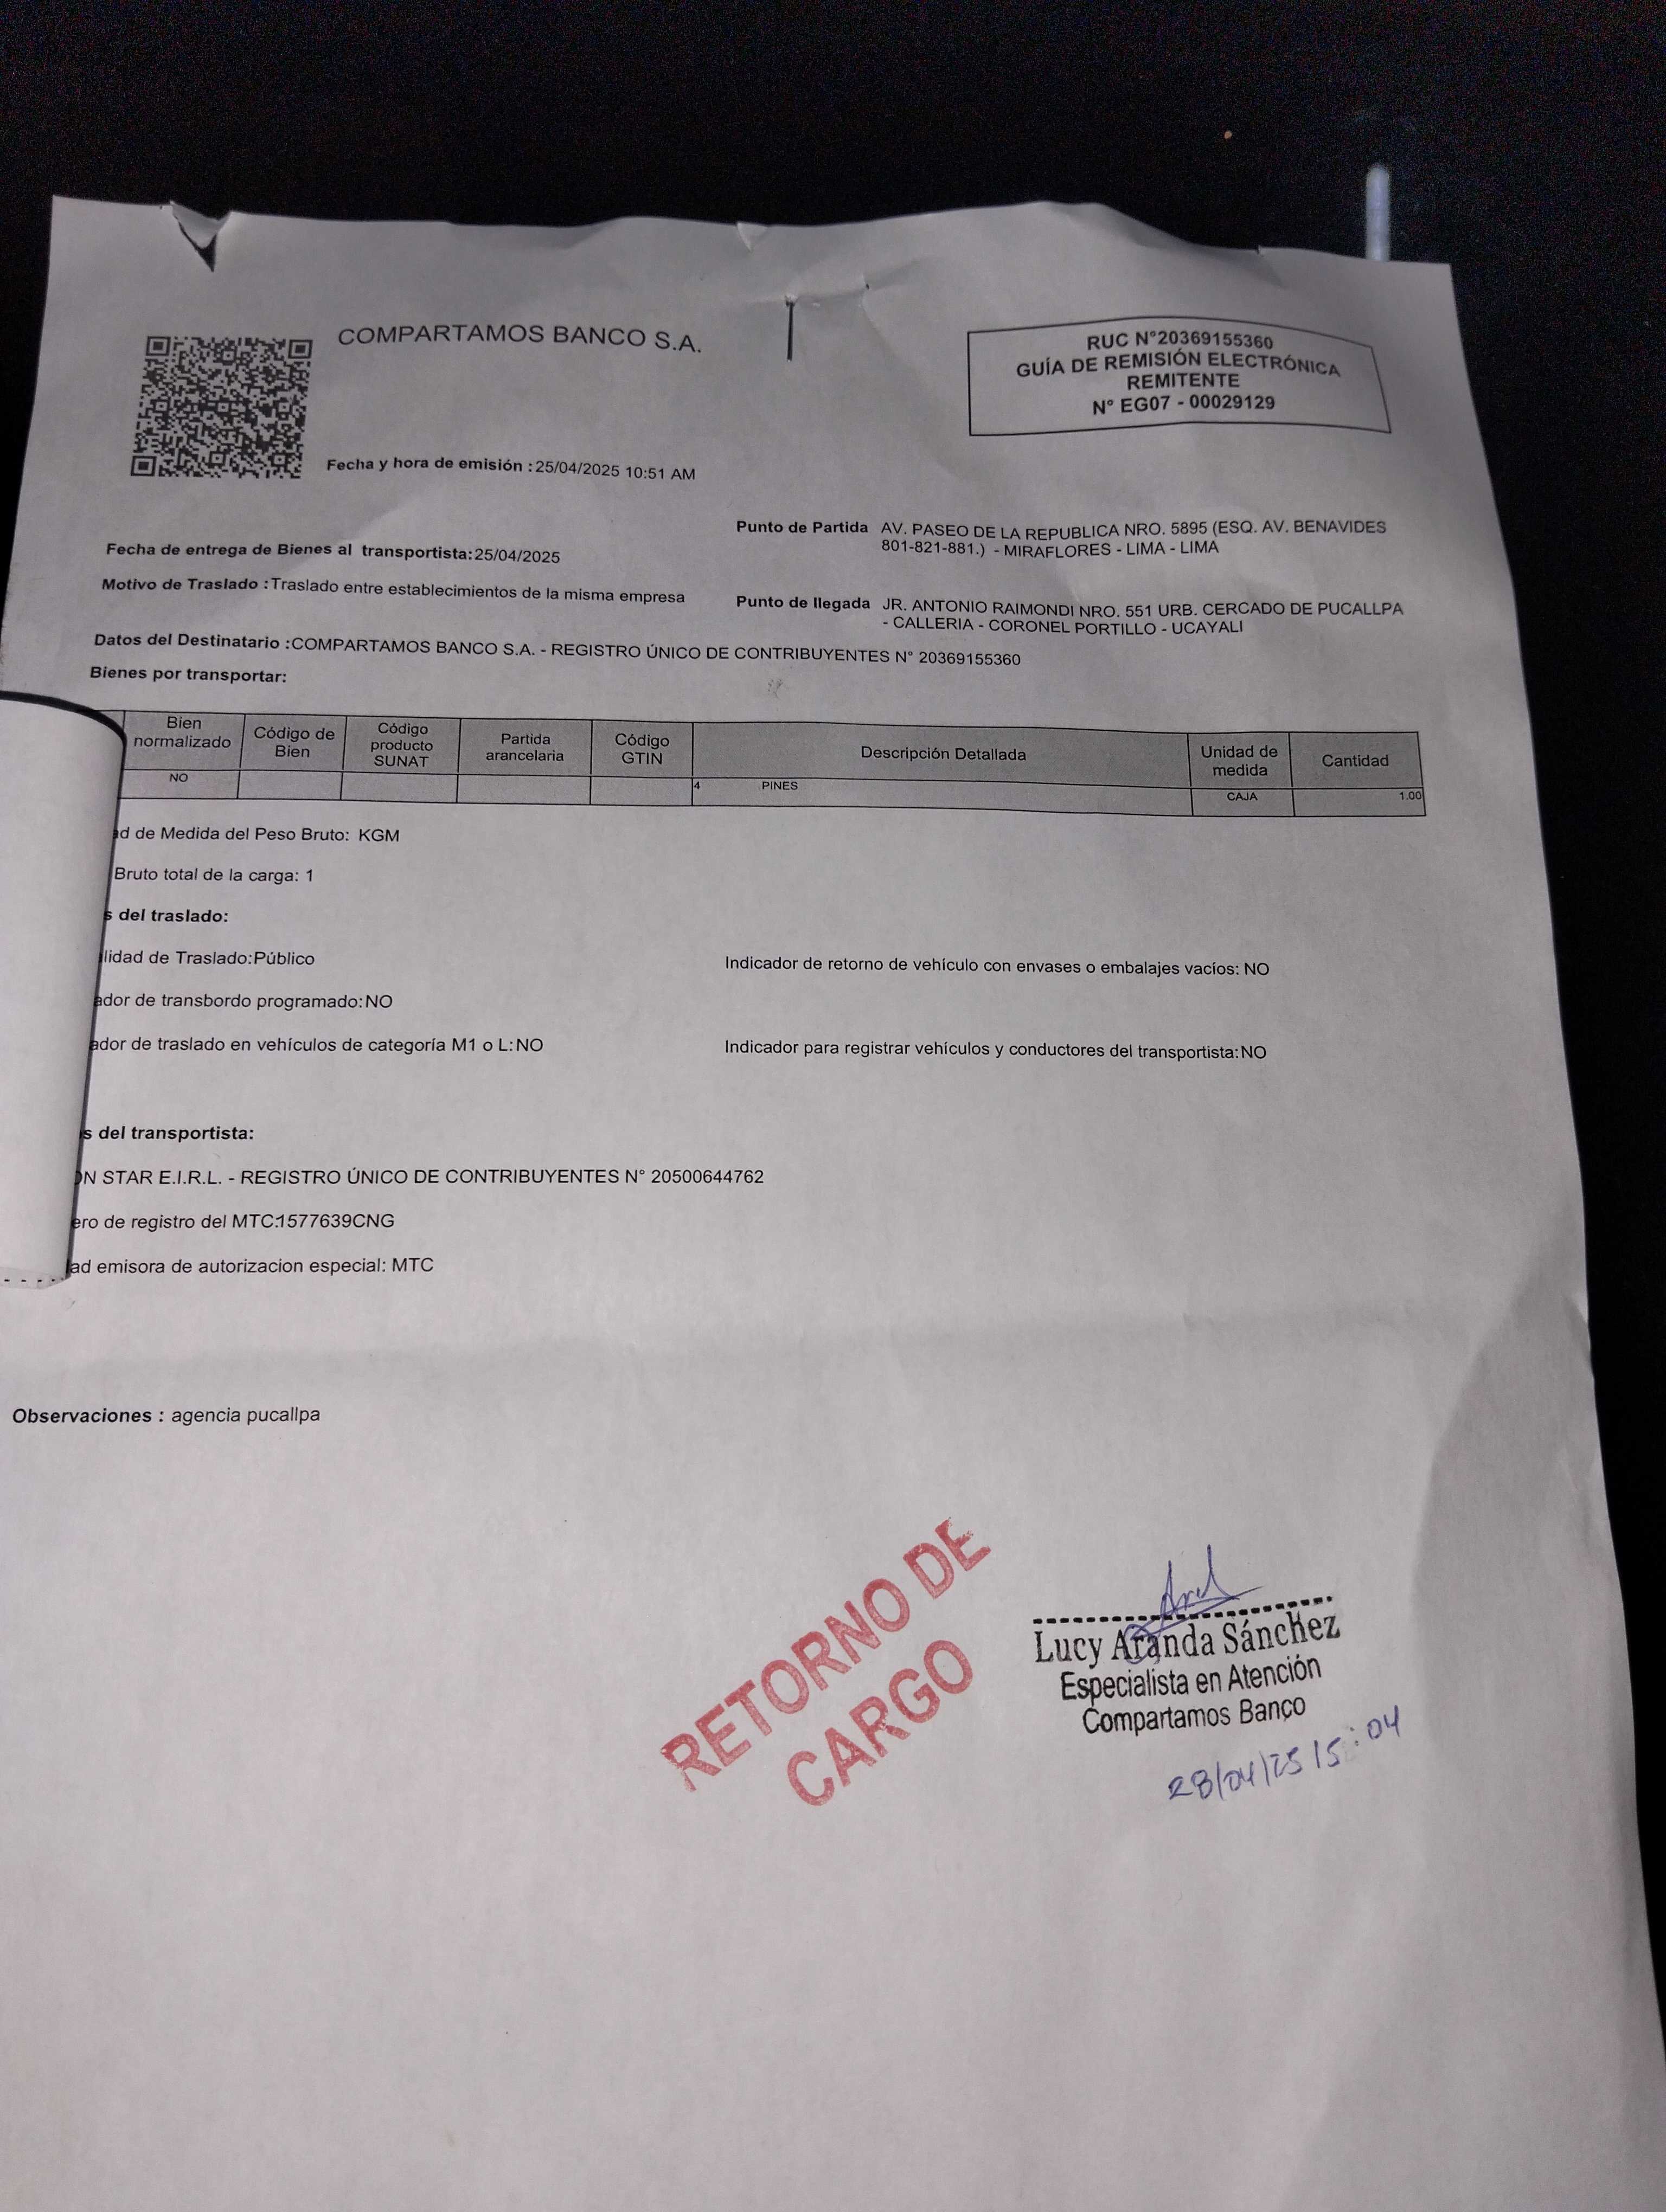 COMPARTAMOS BANCO S.A.
RUC N°20369155360
GUÍA DE REMISIÓN ELECTRÓNICA
REMITENTE
N° EG07 - 00029129
Fecha y hora de emisión :25/04/2025 10:51 AM
Fecha de entrega de Bienes al transportista:25/04/2025
Punto de Partida AV. PASEO DE LA REPUBLICA NRO. 5895 (ESQ. AV. BENAVIDES
801-821-881.) - MIRAFLORES - LIMA - LIMA
Motivo de Traslado :Traslado entre establecimientos de la misma empresa
Punto de llegada JR. ANTONIO RAIMONDI NRO. 551 URB. CERCADO DE PUCALLPA
- CALLERIA - CORONEL PORTILLO - UCAYALI
Datos del Destinatario :COMPARTAMOS BANCO S.A. - REGISTRO ÚNICO DE CONTRIBUYENTES N° 20369155360
Bienes por transportar:
Bien normalizado Código de Bien Código producto SUNAT Partida arancelaria Código GTIN Descripción Detallada Unidad de medida Cantidad
NO 4 PINES CAJA 1.00
de Medida del Peso Bruto: KGM
Bruto total de la carga: 1
del traslado:
lidad de Traslado:Público
Indicador de retorno de vehículo con envases o embalajes vacíos: NO
ador de transbordo programado:NO
ador de traslado en vehículos de categoría M1 o L:NO
Indicador para registrar vehículos y conductores del transportista:NO
s del transportista:
ON STAR E.I.R.L. - REGISTRO ÚNICO DE CONTRIBUYENTES N° 20500644762
ero de registro del MTC:1577639CNG
ad emisora de autorizacion especial: MTC
Observaciones : agencia pucallpa
RETORNO DE
CARGO
Lucy Aranda Sánchez
Especialista en Atención
Compartamos Banco
28/04/25 15:04